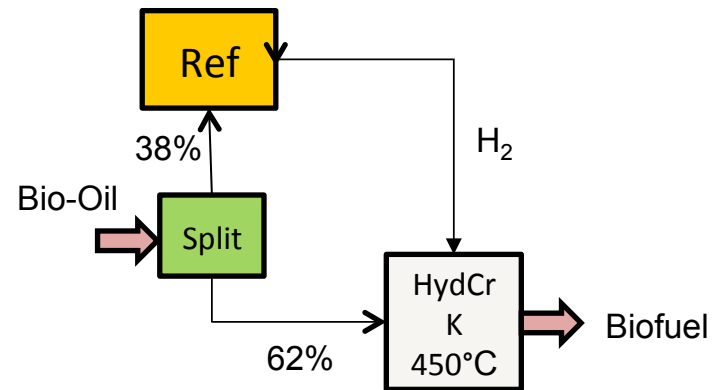 Ref
38%
H₂
Bio-Oil
Split
HydCr
K
450°C
Biofuel
62%